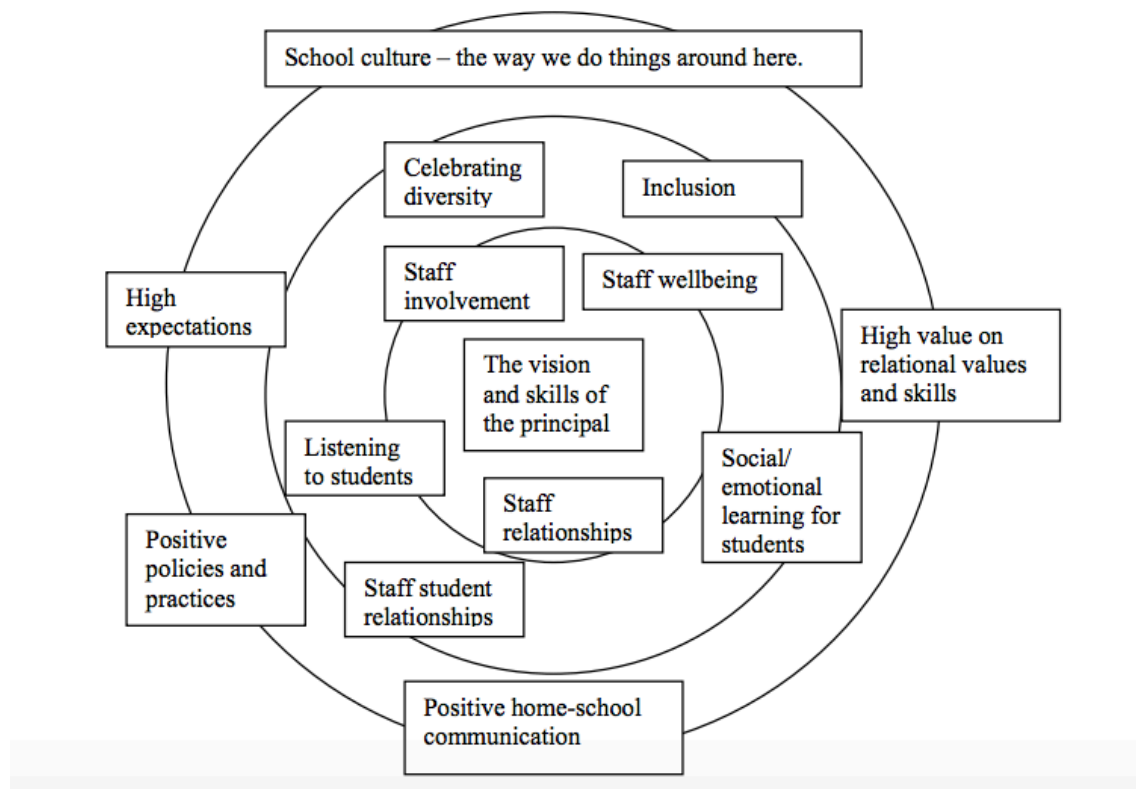 School culture – the way we do things around here.
Celebrating
diversity
Inclusion
Staff
involvement
Staff wellbeing
High
expectations
High value on
relational values
and skills
The vision
and skills of
the principal
Listening
to students
Social/
emotional
learning for
students
Staff
relationships
Positive
policies and
practices
Staff student
relationships
Positive home-school
communication